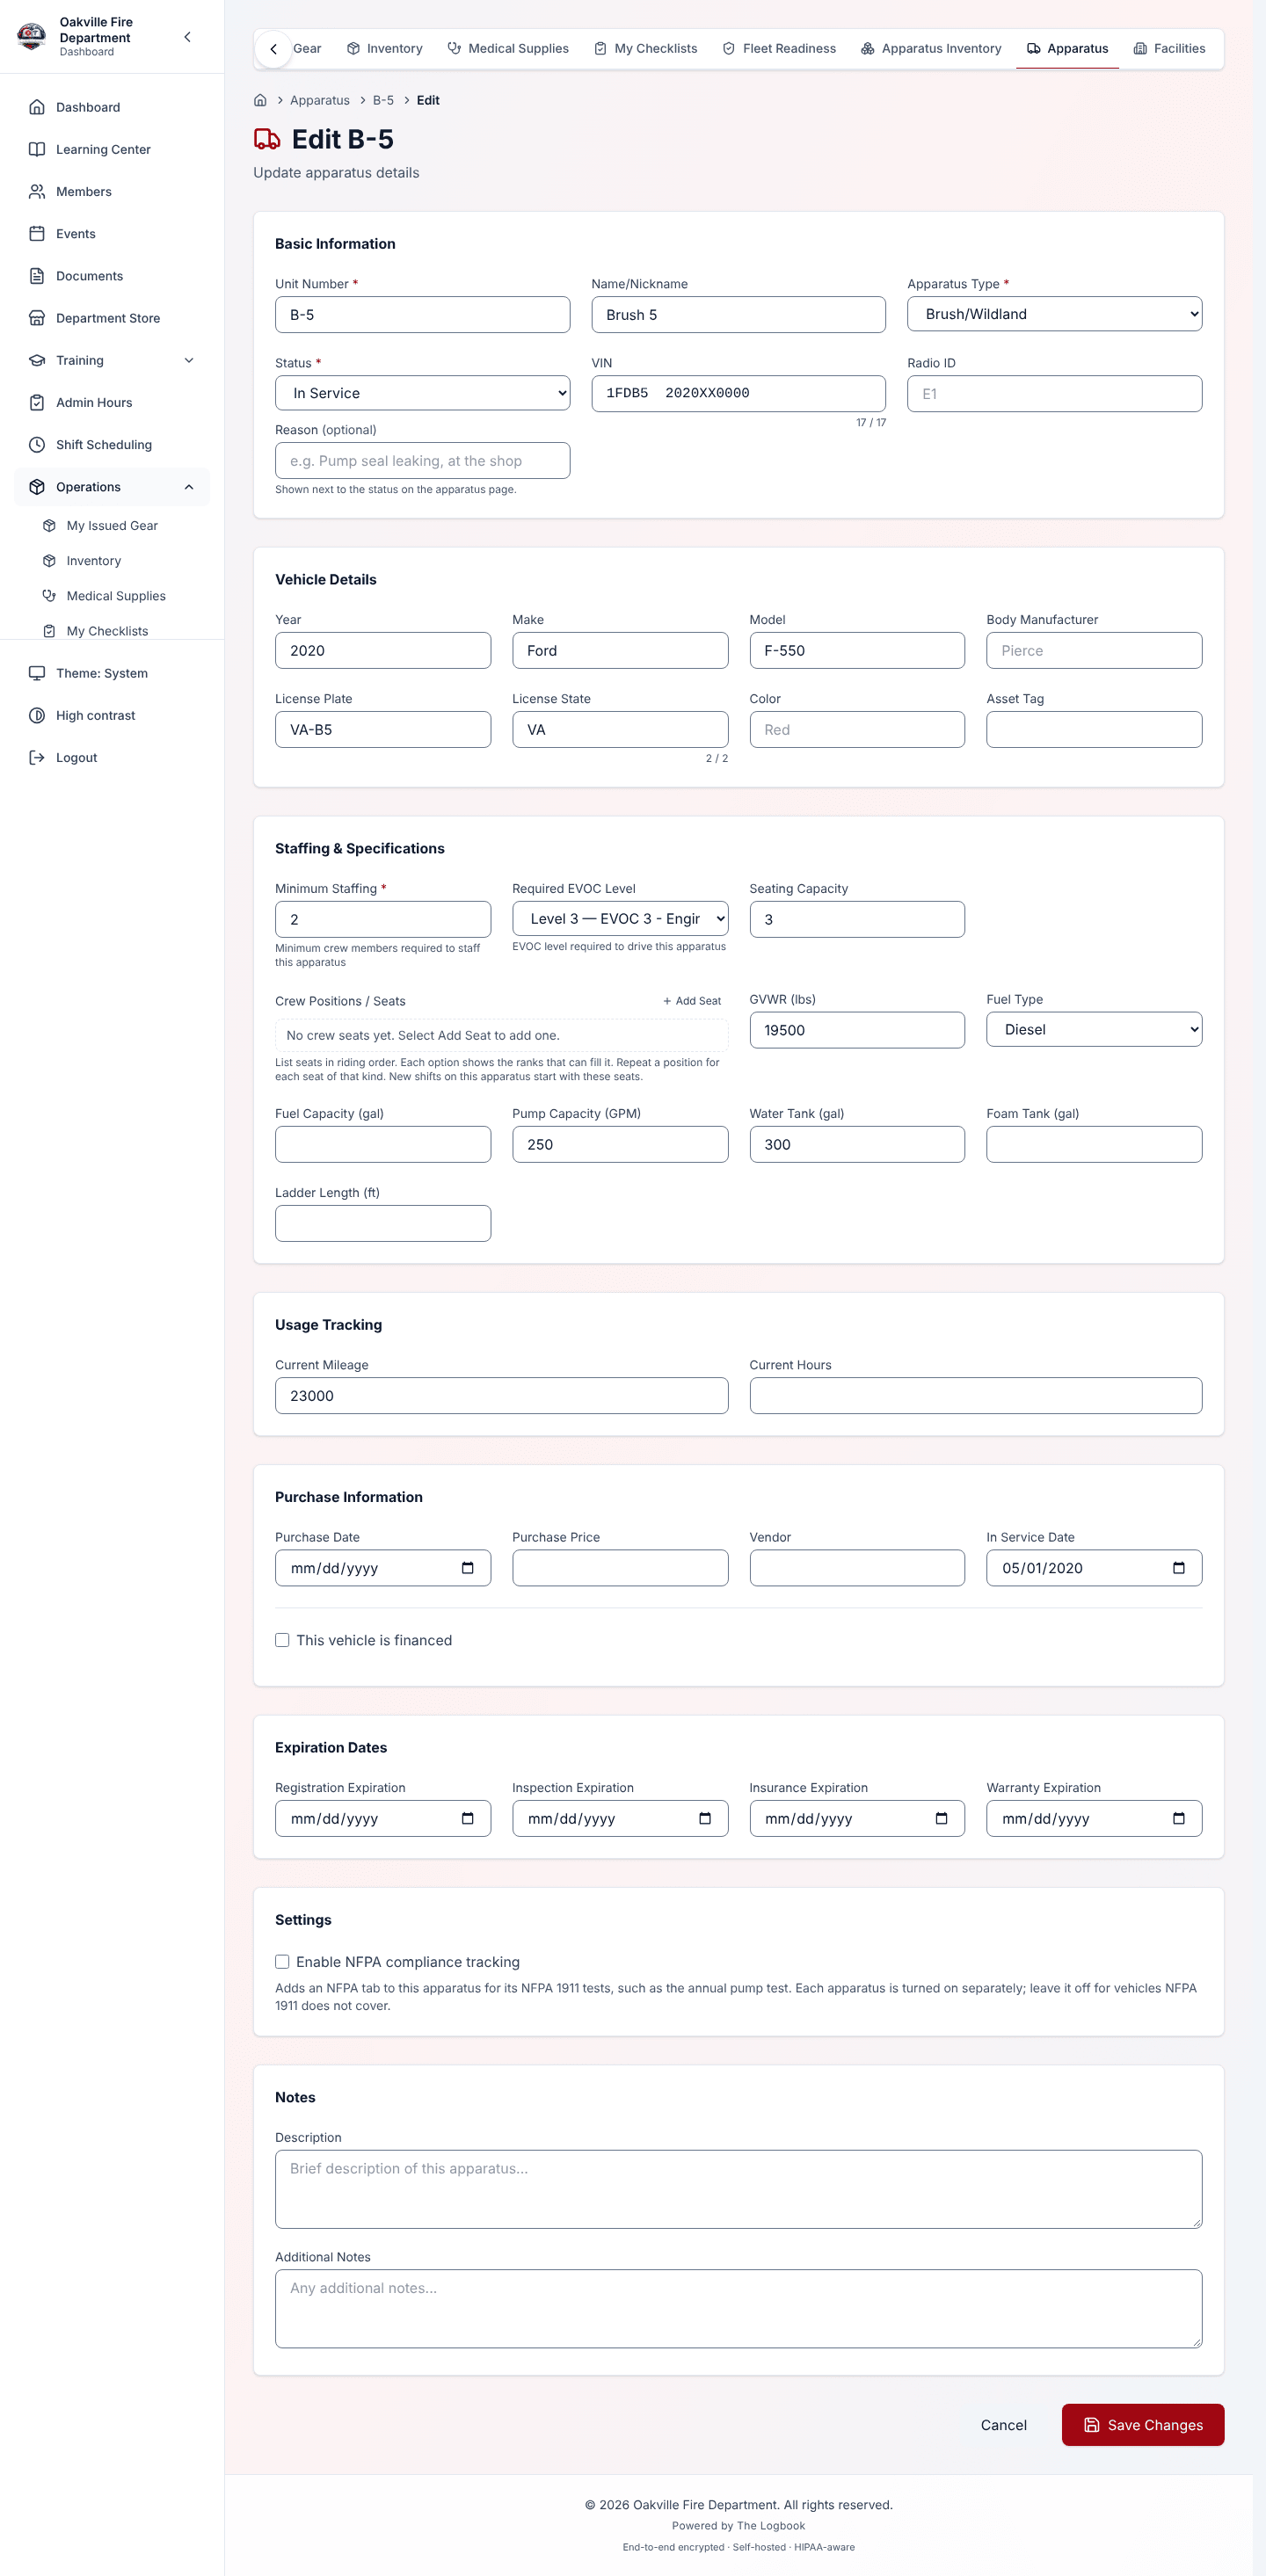 Oakville Fire
Department
Dashboard
Dashboard
Learning Center
Members
Events
Documents
Department Store
Training
Admin Hours
Shift Scheduling
Operations
My Issued Gear
Inventory
Medical Supplies
My Checklists
Theme: System
High contrast
Logout
Gear Inventory Medical Supplies My Checklists Fleet Readiness Apparatus Inventory Apparatus Facilities
Apparatus B-5 Edit
Edit B-5
Update apparatus details
Basic Information
Unit Number * Name/Nickname Apparatus Type *
B-5 Brush 5 Brush/Wildland
Status * VIN Radio ID
In Service 1FDB5  2020XX0000 E1
17 / 17
Reason (optional)
e.g. Pump seal leaking, at the shop
Shown next to the status on the apparatus page.
Vehicle Details
Year Make Model Body Manufacturer
2020 Ford F-550 Pierce
License Plate License State Color Asset Tag
VA-B5 VA Red
2 / 2
Staffing & Specifications
Minimum Staffing * Required EVOC Level Seating Capacity
2 Level 3 — EVOC 3 - Engir 3
Minimum crew members required to staff
this apparatus
EVOC level required to drive this apparatus
Crew Positions / Seats + Add Seat GVWR (lbs) Fuel Type
No crew seats yet. Select Add Seat to add one. 19500 Diesel
List seats in riding order. Each option shows the ranks that can fill it. Repeat a position for
each seat of that kind. New shifts on this apparatus start with these seats.
Fuel Capacity (gal) Pump Capacity (GPM) Water Tank (gal) Foam Tank (gal)
250 300
Ladder Length (ft)
Usage Tracking
Current Mileage Current Hours
23000
Purchase Information
Purchase Date Purchase Price Vendor In Service Date
mm/dd/yyyy 05/01/2020
This vehicle is financed
Expiration Dates
Registration Expiration Inspection Expiration Insurance Expiration Warranty Expiration
mm/dd/yyyy mm/dd/yyyy mm/dd/yyyy mm/dd/yyyy
Settings
Enable NFPA compliance tracking
Adds an NFPA tab to this apparatus for its NFPA 1911 tests, such as the annual pump test. Each apparatus is turned on separately; leave it off for vehicles NFPA
1911 does not cover.
Notes
Description
Brief description of this apparatus...
Additional Notes
Any additional notes...
Cancel Save Changes
© 2026 Oakville Fire Department. All rights reserved.
Powered by The Logbook
End-to-end encrypted · Self-hosted · HIPAA-aware